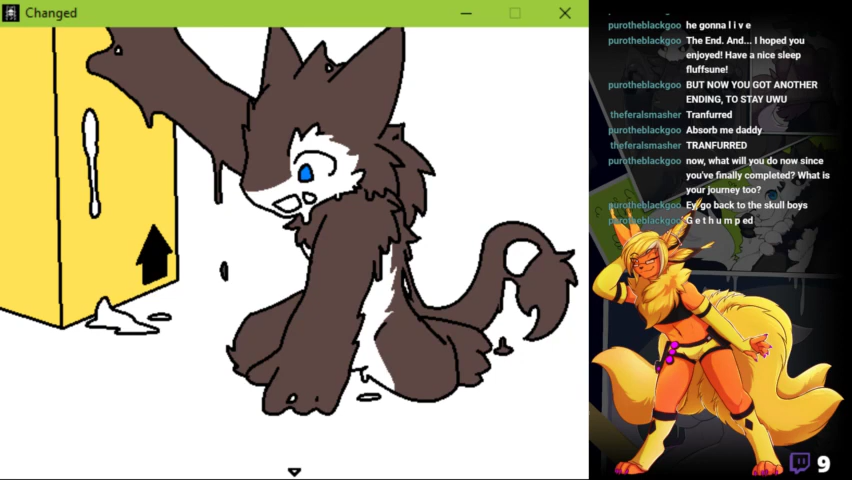 Changed
purotheblackgoo he gonna l i v e
purotheblackgoo The End. And... I hoped you
enjoyed! Have a nice sleep
fluffsune!
purotheblackgoo BUT NOW YOU GOT ANOTHER
ENDING, TO STAY UWU
theferalsmasher Tranfurred
purotheblackgoo Absorb me daddy
theferalsmasher TRANFURRED
purotheblackgoo now, what will you do now since
you've finally completed? What is
your journey too?
purotheblackgoo Ey, go back to the skull boys
purotheblackgoo G e t h u m p ed
9